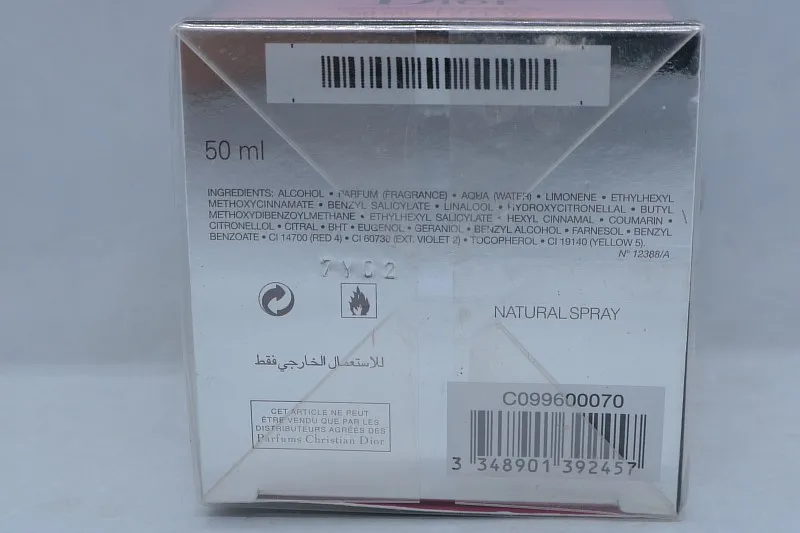 50 ml
INGREDIENTS: ALCOHOL • PARFUM (FRAGRANCE) • AQUA (WATER) • LIMONENE • ETHYLHEXYL
METHOXYCINNAMATE • BENZYL SALICYLATE • LINALOOL • HYDROXYCITRONELLAL • BUTYL
METHOXYDIBENZOYLMETHANE • ETHYLHEXYL SALICYLATE • HEXYL CINNAMAL • COUMARIN •
CITRONELLOL • CITRAL • BHT • EUGENOL • GERANIOL • BENZYL ALCOHOL • FARNESOL • BENZYL
BENZOATE • CI 14700 (RED 4) • CI 60730 (EXT. VIOLET 2) • TOCOPHEROL • CI 19140 (YELLOW 5).
N° 12388/A
7Y02
NATURAL SPRAY
للاستعمال الخارجي فقط
CET ARTICLE NE PEUT
ÊTRE VENDU QUE PAR LES
DISTRIBUTEURS AGRÉES DES
Parfums Christian Dior
C099600070
3 348901 392457